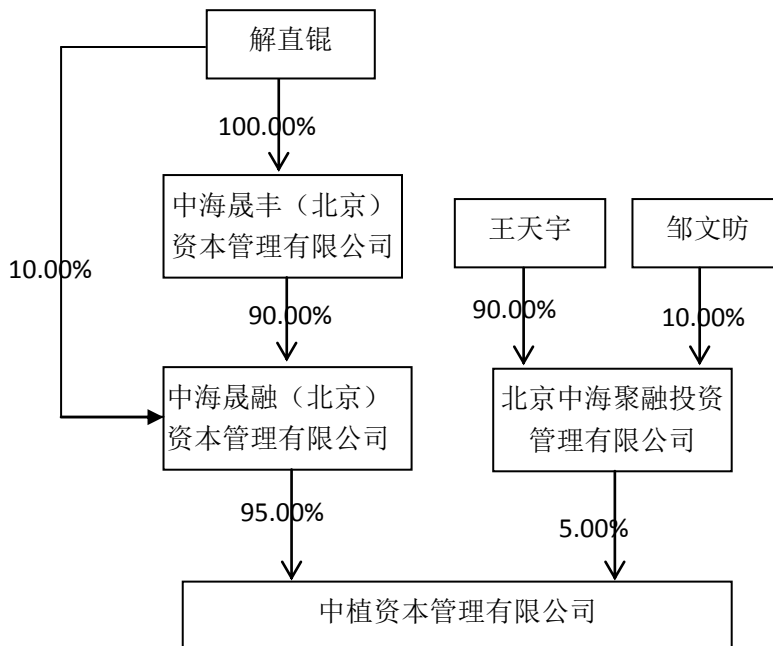 解直锟
100.00%
中海晟丰（北京）
资本管理有限公司
王天宇
邹文昉
10.00%
90.00%
90.00%
10.00%
中海晟融（北京）
资本管理有限公司
北京中海聚融投资
管理有限公司
95.00%
5.00%
中植资本管理有限公司